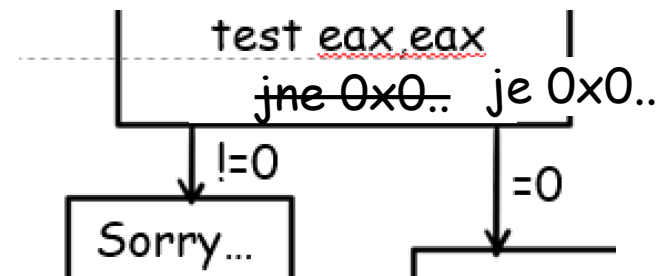 test eax,eax
jne 0x0.. je 0x0..
!=0
=0
Sorry...